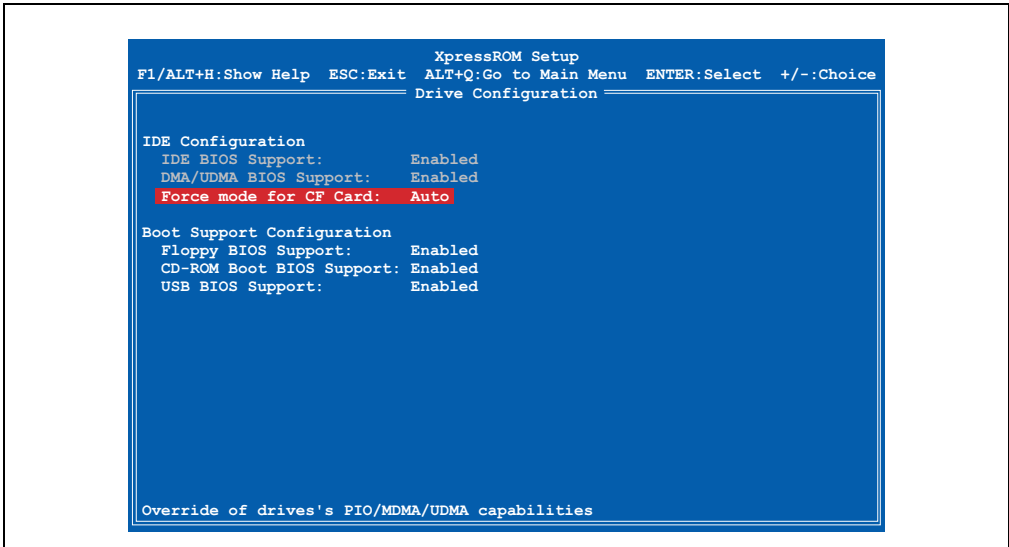 XpressROM Setup
F1/ALT+H:Show Help ESC:Exit ALT+Q:Go to Main Menu ENTER:Select +/-:Choice
Drive Configuration
IDE Configuration
IDE BIOS Support: Enabled
DMA/UDMA BIOS Support: Enabled
Force mode for CF Card: Auto
Boot Support Configuration
Floppy BIOS Support: Enabled
CD-ROM Boot BIOS Support: Enabled
USB BIOS Support: Enabled
Override of drives's PIO/MDMA/UDMA capabilities